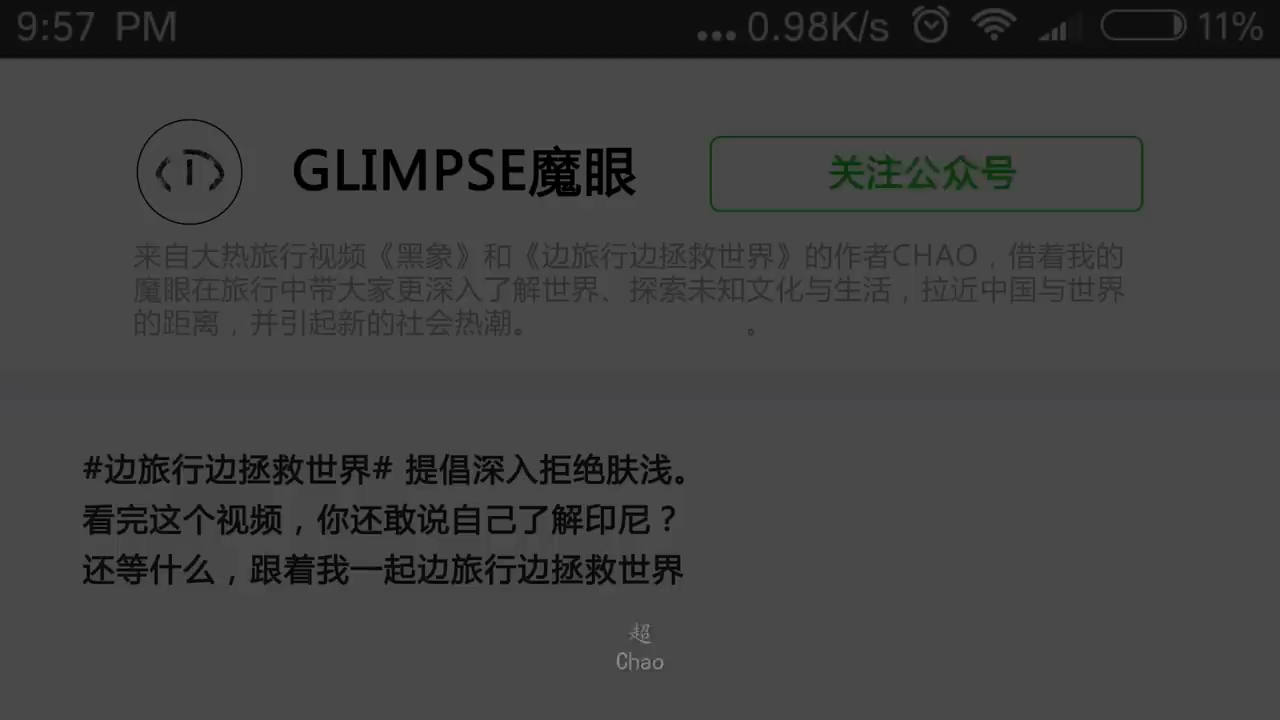 9:57 PM ... 0.98K/s 11%
GLIMPSE魔眼 关注公众号
来自大热旅行视频《黑象》和《边旅行边拯救世界》的作者CHAO，借着我的
魔眼在旅行中带大家更深入了解世界、探索未知文化与生活，拉近中国与世界
的距离，并引起新的社会热潮。 。
#边旅行边拯救世界# 提倡深入拒绝肤浅。
看完这个视频，你还敢说自己了解印尼？
还等什么，跟着我一起边旅行边拯救世界
超
Chao